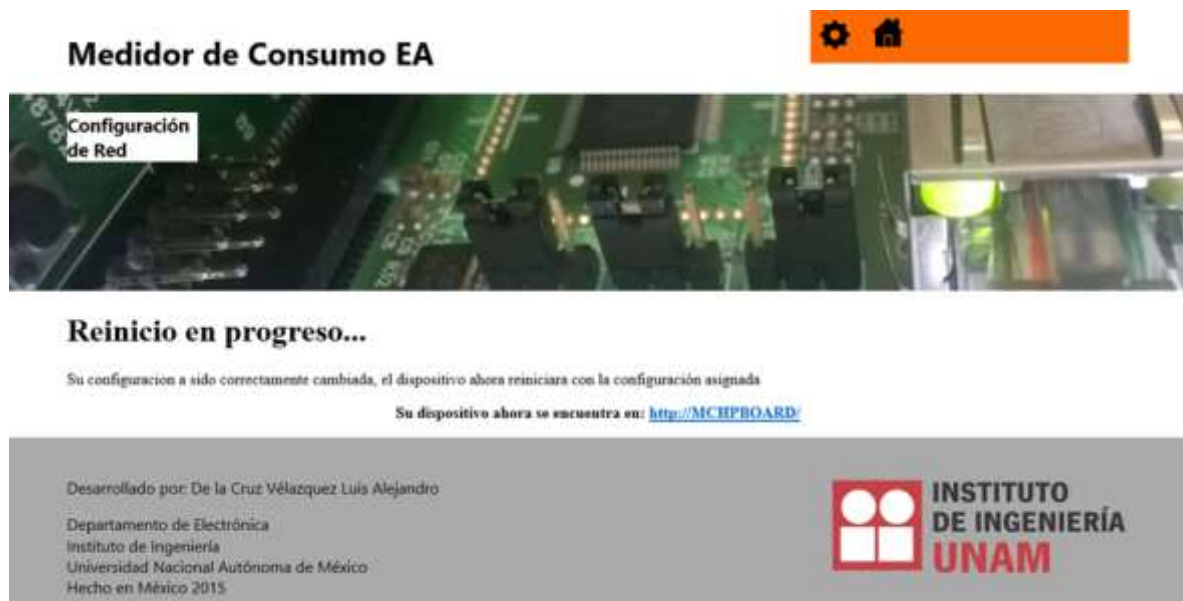 Medidor de Consumo EA
Configuración
de Red
Reinicio en progreso...
Su configuracion a sido correctamente cambiada, el dispositivo ahora reiniciara con la configuración asignada
Su dispositivo ahora se encuentra en: http://MCHPBOARD/
Desarrollado por: De la Cruz Vélazquez Luis Alejandro
Departamento de Electrónica
Instituto de Ingeniería
Universidad Nacional Autónoma de México
Hecho en México 2015
INSTITUTO
DE INGENIERÍA
UNAM